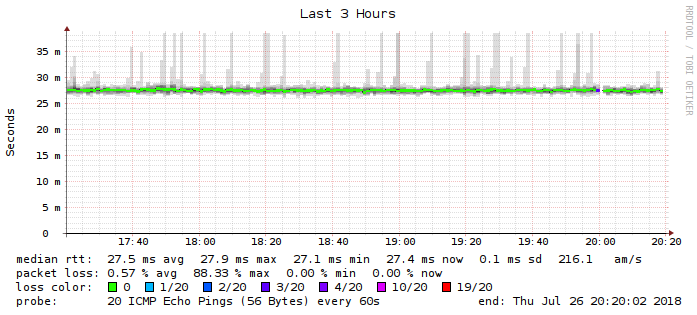 Last 3 Hours
RRDTOOL / TOBI OETIKER
Seconds
35 m
30 m
25 m
20 m
15 m
10 m
5 m
0
17:40 18:00 18:20 18:40 19:00 19:20 19:40 20:00 20:20
median rtt: 27.5 ms avg 27.9 ms max 27.1 ms min 27.4 ms now 0.1 ms sd 216.1 am/s
packet loss: 0.57 % avg 88.33 % max 0.00 % min 0.00 % now
loss color: 0 1/20 2/20 3/20 4/20 10/20 19/20
probe: 20 ICMP Echo Pings (56 Bytes) every 60s end: Thu Jul 26 20:20:02 2018